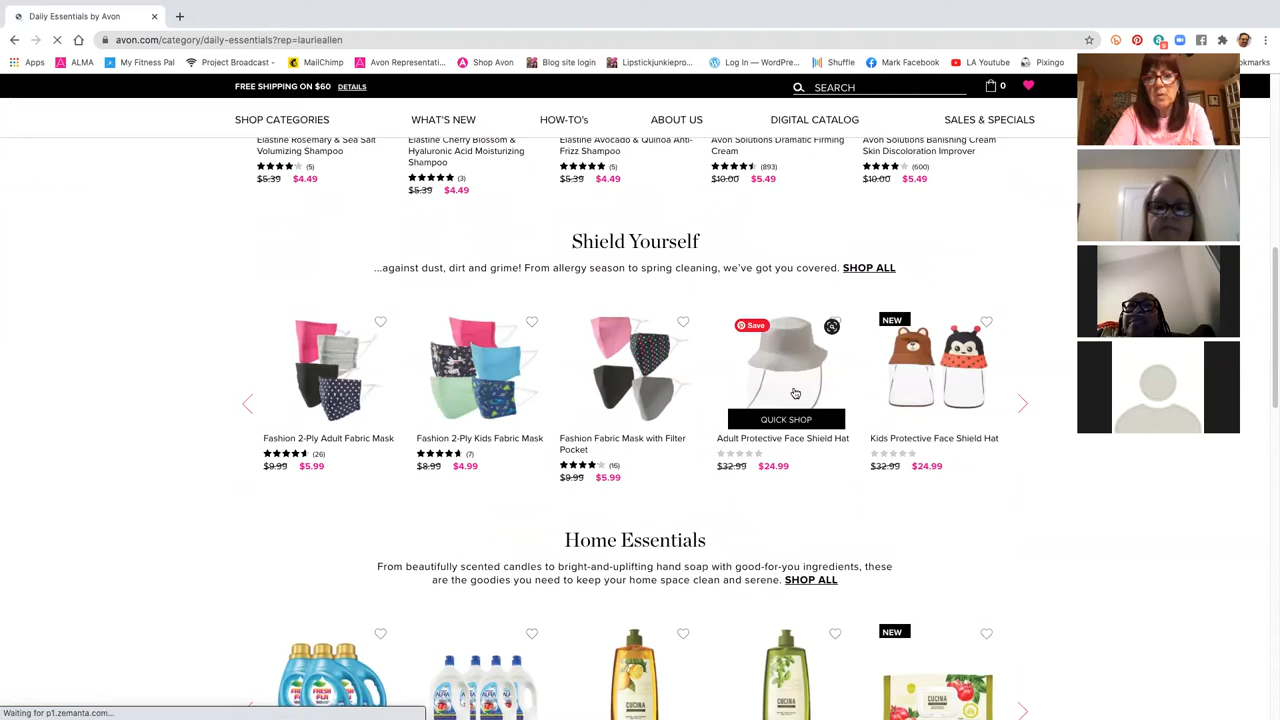 Daily Essentials by Avon
avon.com/category/daily-essentials?rep=laurieallen
Apps ALMA My Fitness Pal Project Broadcast - MailChimp Avon Representati... Shop Avon Blog site login Lipstickjunkiepro... Log In — WordPre... Shuffle Mark Facebook LA Youtube Pixingo okmarks
FREE SHIPPING ON $60 DETAILS SEARCH 0
SHOP CATEGORIES WHAT'S NEW HOW-TO's ABOUT US DIGITAL CATALOG SALES & SPECIALS
Elastine Rosemary & Sea Salt
Volumizing Shampoo
(5)
$5.39 $4.49
Elastine Cherry Blossom &
Hyaluronic Acid Moisturizing
Shampoo
(3)
$5.39 $4.49
Elastine Avocado & Quinoa Anti-
Frizz Shampoo
(5)
$5.39 $4.49
Avon Solutions Dramatic Firming
Cream
(893)
$10.00 $5.49
Avon Solutions Banishing Cream
Skin Discoloration Improver
(600)
$10.00 $5.49
Shield Yourself
...against dust, dirt and grime! From allergy season to spring cleaning, we've got you covered. SHOP ALL
Save
NEW
QUICK SHOP
Fashion 2-Ply Adult Fabric Mask
(26)
$9.99 $5.99
Fashion 2-Ply Kids Fabric Mask
(7)
$8.99 $4.99
Fashion Fabric Mask with Filter
Pocket
(16)
$9.99 $5.99
Adult Protective Face Shield Hat
$32.99 $24.99
Kids Protective Face Shield Hat
$32.99 $24.99
Home Essentials
From beautifully scented candles to bright-and-uplifting hand soap with good-for-you ingredients, these
are the goodies you need to keep your home space clean and serene. SHOP ALL
NEW
FRESH
FIJI
AURA
CUCINA
CUCINA
CUCINA
Waiting for p1.zemanta.com...